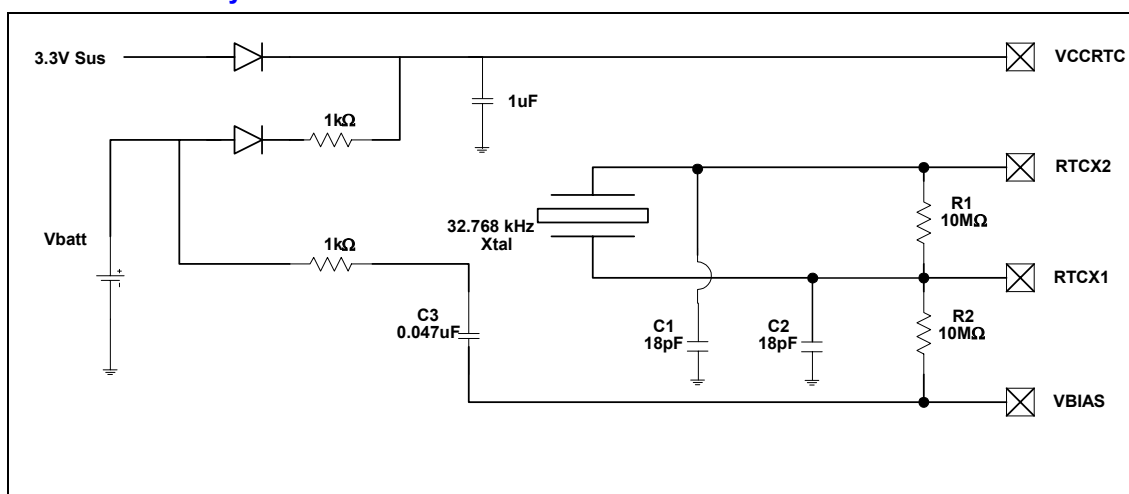 3.3V Sus
VCCRTC
1uF
1kΩ
RTCX2
R1
10MΩ
32.768 kHz
Xtal
Vbatt
1kΩ
+
-
RTCX1
C3
0.047uF
C1
18pF
C2
18pF
R2
10MΩ
VBIAS